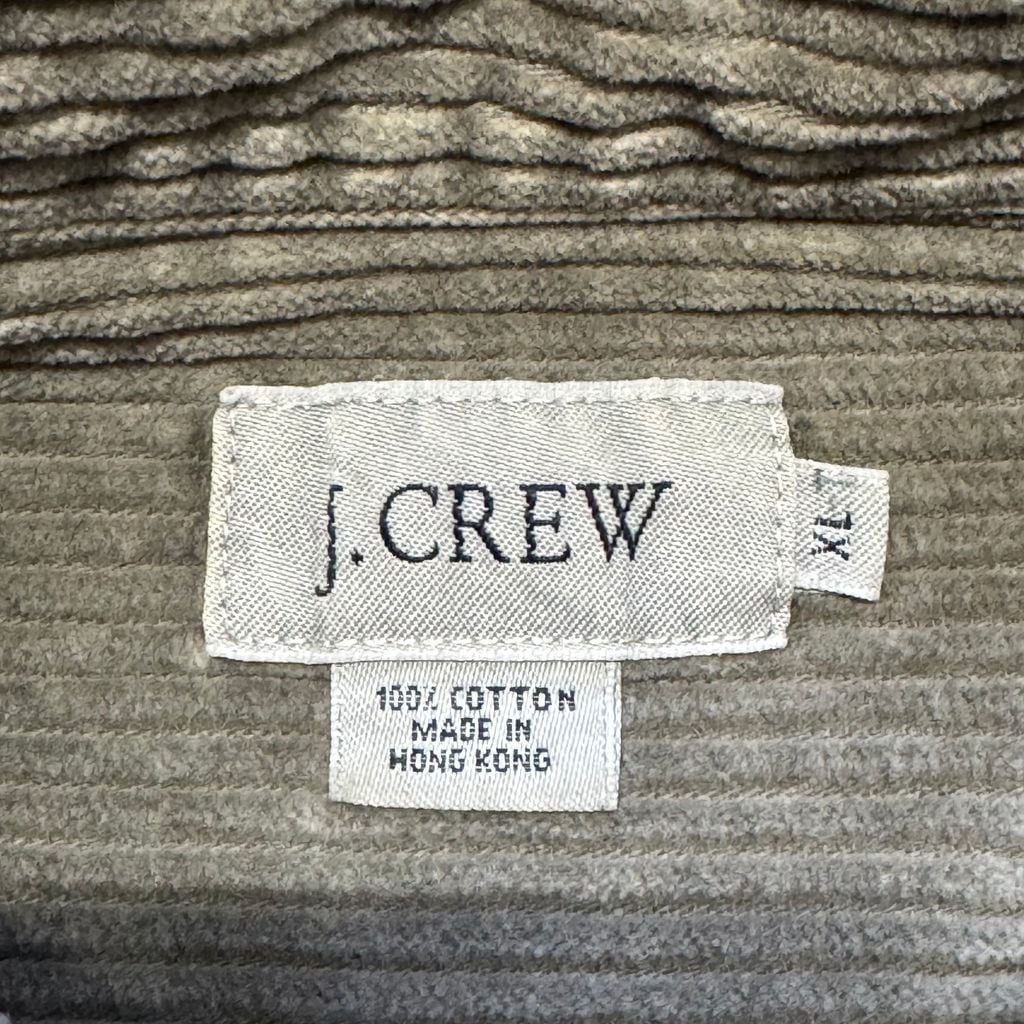 J.CREW
XL-T
100% COTTON
MADE IN
HONG KONG